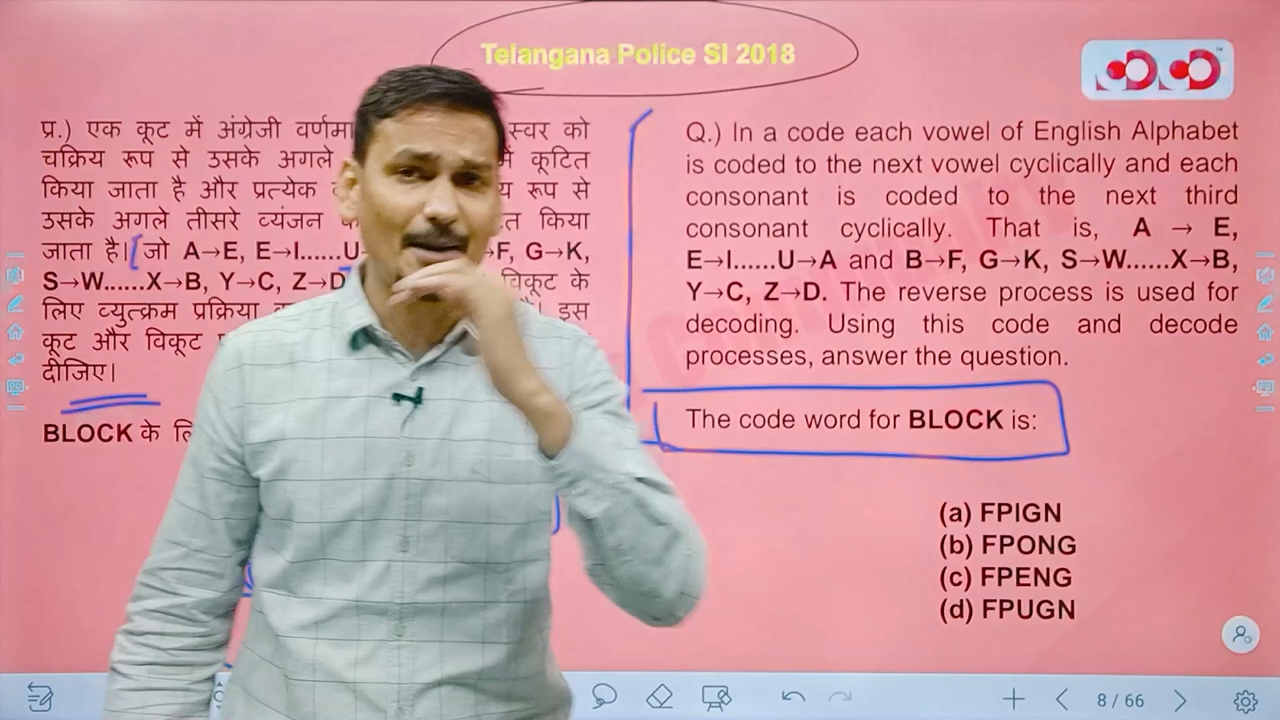 Telangana Police SI 2018
प्र.) एक कूट में अंग्रेजी स्वर को
चक्रिय रूप से उसके अगले कूटित
किया जाता है और प्रत्येक रूप से
उसके अगले तीसरे व्यंजन किया
जाता है। जो A→E, E→I......U→F, G→K,
S→W......X→B, Y→C, Z→D विकूट के
लिए व्युत्क्रम प्रक्रिया इस
कूट और विकूट
दीजिए।
BLOCK के
Q.) In a code each vowel of English Alphabet
is coded to the next vowel cyclically and each
consonant is coded to the next third
consonant cyclically. That is, A → E,
E→I......U→A and B→F, G→K, S→W......X→B,
Y→C, Z→D. The reverse process is used for
decoding. Using this code and decode
processes, answer the question.
The code word for BLOCK is:
(a) FPIGN
(b) FPONG
(c) FPENG
(d) FPUGN
8 / 66